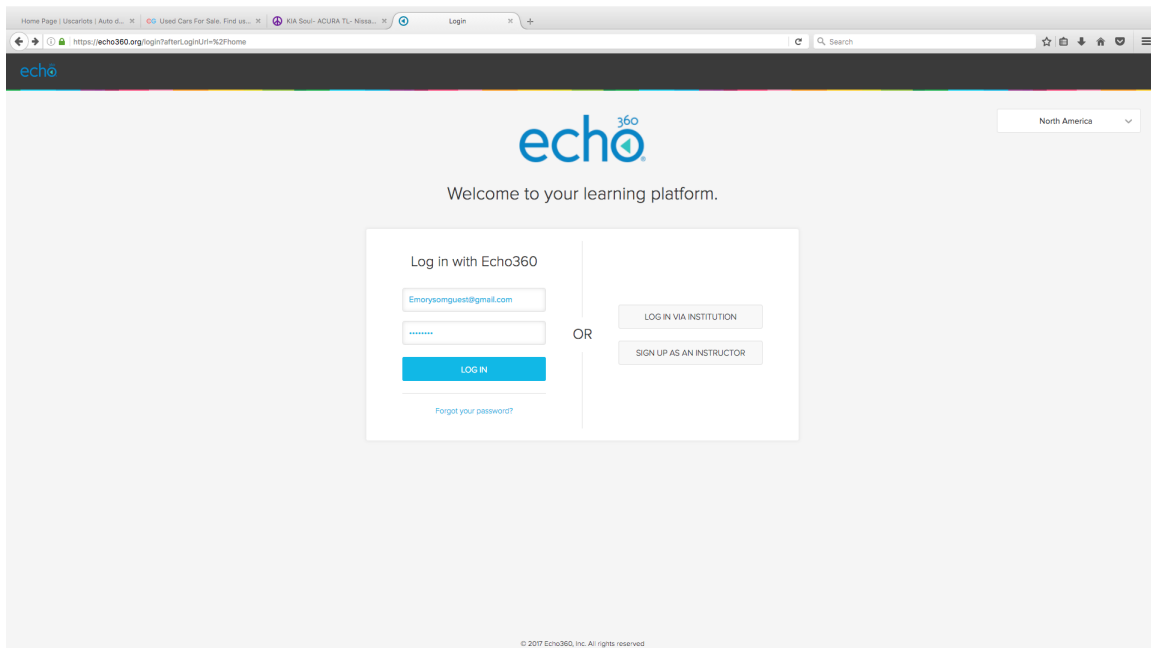 Home Page | Uscarlots | Auto d...
CG Used Cars For Sale. Find us...
KIA Soul- ACURA TL- Nissa...
Login
https://echo360.org/login?afterLoginUrl=%2Fhome
Search
echo
North America
echo 360
Welcome to your learning platform.
Log in with Echo360
Emorysomguest@gmail.com
••••••••
LOG IN
Forgot your password?
OR
LOG IN VIA INSTITUTION
SIGN UP AS AN INSTRUCTOR
© 2017 Echo360, Inc. All rights reserved